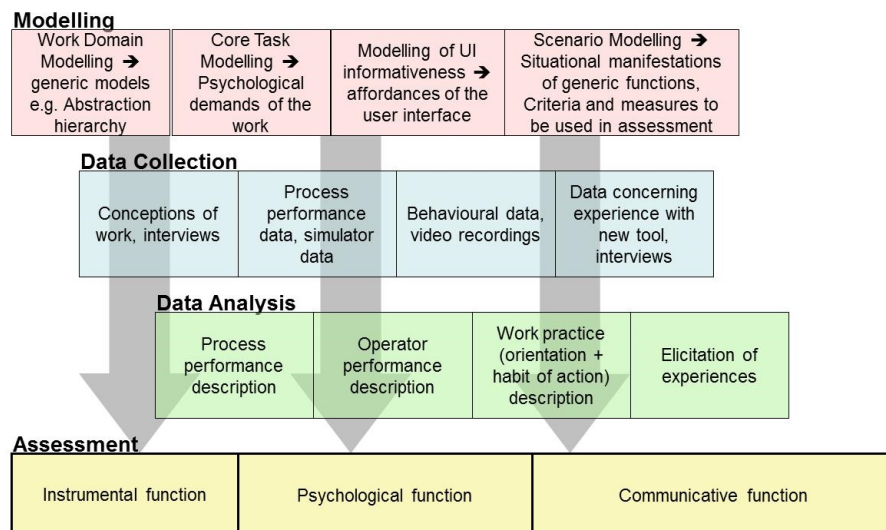 Modelling
Work Domain
Modelling ➔
generic models
e.g. Abstraction
hierarchy
Core Task
Modelling ➔
Psychological
demands of the
work
Modelling of UI
informativeness ➔
affordances of the
user interface
Scenario Modelling ➔
Situational manifestations
of generic functions,
Criteria and measures to
be used in assessment
Data Collection
Conceptions of
work, interviews
Process
performance
data, simulator
data
Behavioural data,
video recordings
Data concerning
experience with
new tool,
interviews
Data Analysis
Process
performance
description
Operator
performance
description
Work practice
(orientation +
habit of action)
description
Elicitation of
experiences
Assessment
Instrumental function
Psychological function
Communicative function